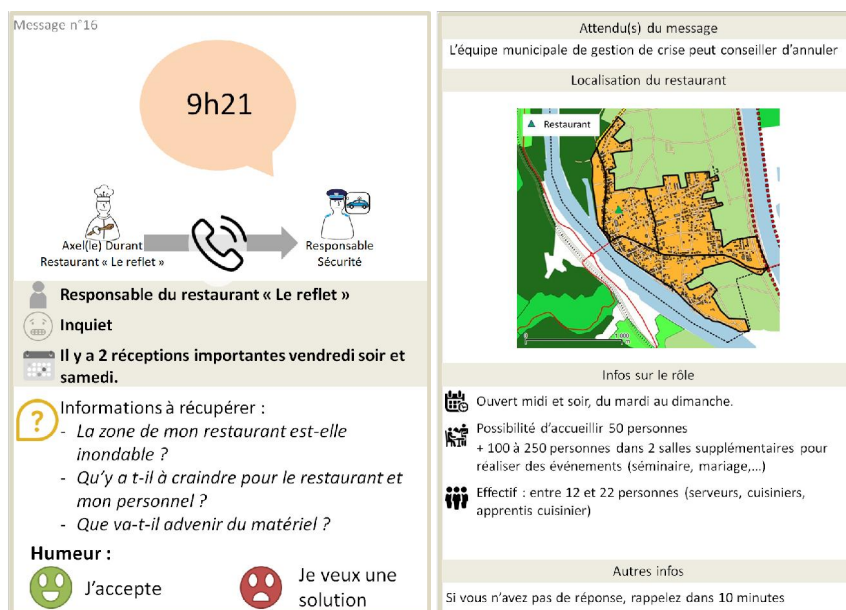 Message n°16
9h21
Axel(le) Durant
Restaurant « Le reflet »
Responsable
Sécurité
Responsable du restaurant « Le reflet »
Inquiet
Il y a 2 réceptions importantes vendredi soir et
samedi.
?
Informations à récupérer :
- La zone de mon restaurant est-elle
inondable ?
- Qu'y a t-il à craindre pour le restaurant et
mon personnel ?
- Que va-t-il advenir du matériel ?
Humeur :
J'accepte
Je veux une
solution
Attendu(s) du message
L'équipe municipale de gestion de crise peut conseiller d'annuler
Localisation du restaurant
Restaurant
Infos sur le rôle
Ouvert midi et soir, du mardi au dimanche.
Possibilité d'accueillir 50 personnes
+ 100 à 250 personnes dans 2 salles supplémentaires pour
réaliser des événements (séminaire, mariage,...)
Effectif : entre 12 et 22 personnes (serveurs, cuisiniers,
apprentis cuisinier)
Autres infos
Si vous n'avez pas de réponse, rappelez dans 10 minutes